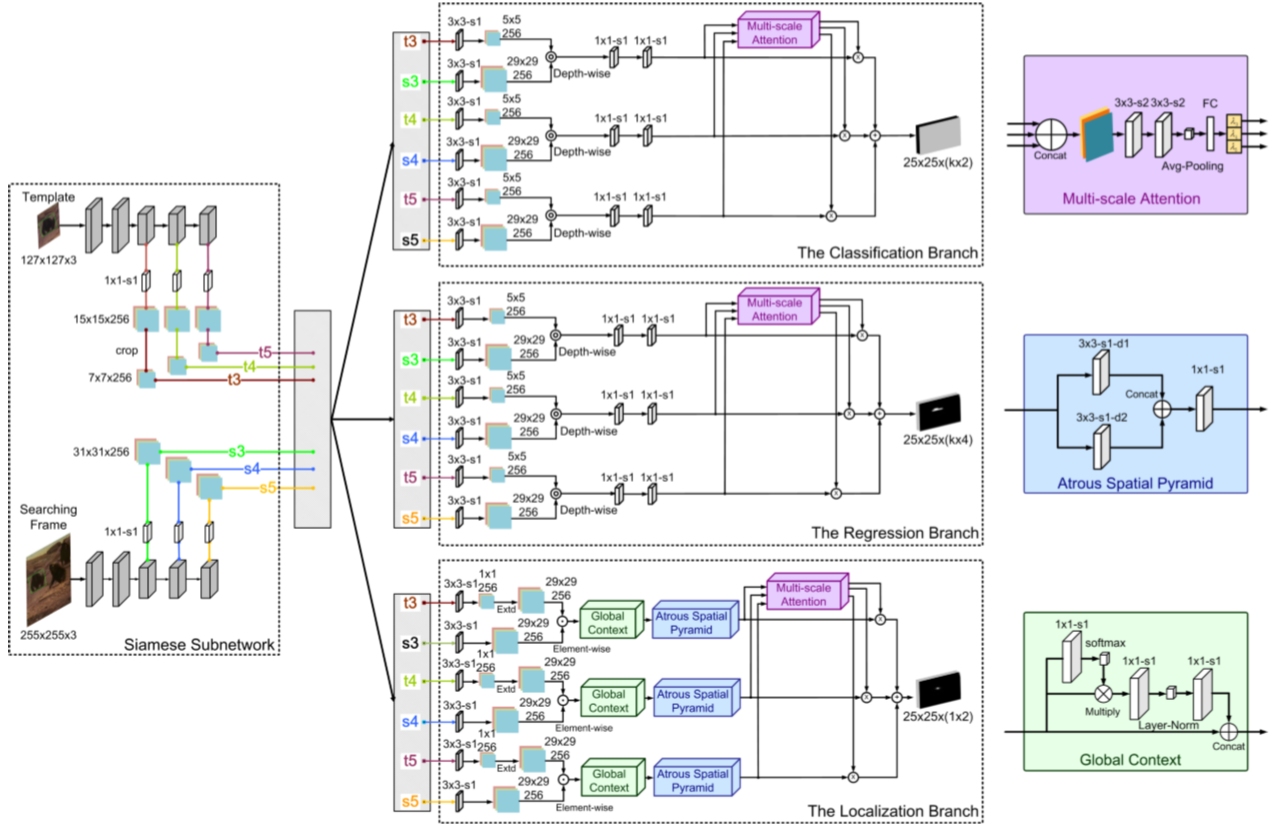 Template
127x127x3
1x1-s1
15x15x256
crop
7x7x256
t5
t4
t3
31x31x256
s3
s4
s5
Searching
Frame
1x1-s1
255x255x3
Siamese Subnetwork
t3
3x3-s1
5x5
256
s3
3x3-s1
29x29
256
Depth-wise
1x1-s1 1x1-s1
t4
3x3-s1
5x5
256
s4
3x3-s1
29x29
256
Depth-wise
1x1-s1 1x1-s1
t5
3x3-s1
5x5
256
s5
3x3-s1
29x29
256
Depth-wise
1x1-s1 1x1-s1
Multi-scale
Attention
25x25x(kx2)
The Classification Branch
t3
3x3-s1
5x5
256
s3
3x3-s1
29x29
256
Depth-wise
1x1-s1 1x1-s1
t4
3x3-s1
5x5
256
s4
3x3-s1
29x29
256
Depth-wise
1x1-s1 1x1-s1
t5
3x3-s1
5x5
256
s5
3x3-s1
29x29
256
Depth-wise
1x1-s1 1x1-s1
Multi-scale
Attention
25x25x(kx4)
The Regression Branch
t3
3x3-s1
1x1
256
Extd
29x29
256
s3
3x3-s1
29x29
256
Element-wise
Global
Context
Atrous Spatial
Pyramid
t4
3x3-s1
1x1
256
Extd
29x29
256
s4
3x3-s1
29x29
256
Element-wise
Global
Context
Atrous Spatial
Pyramid
t5
3x3-s1
1x1
256
Extd
29x29
256
s5
3x3-s1
29x29
256
Element-wise
Global
Context
Atrous Spatial
Pyramid
Multi-scale
Attention
25x25x(1x2)
The Localization Branch
Concat
3x3-s2 3x3-s2
FC
Avg-Pooling
Multi-scale Attention
3x3-s1-d1
3x3-s1-d2
Concat
1x1-s1
Atrous Spatial Pyramid
1x1-s1
softmax
Multiply
1x1-s1
1x1-s1
Layer-Norm
Concat
Global Context